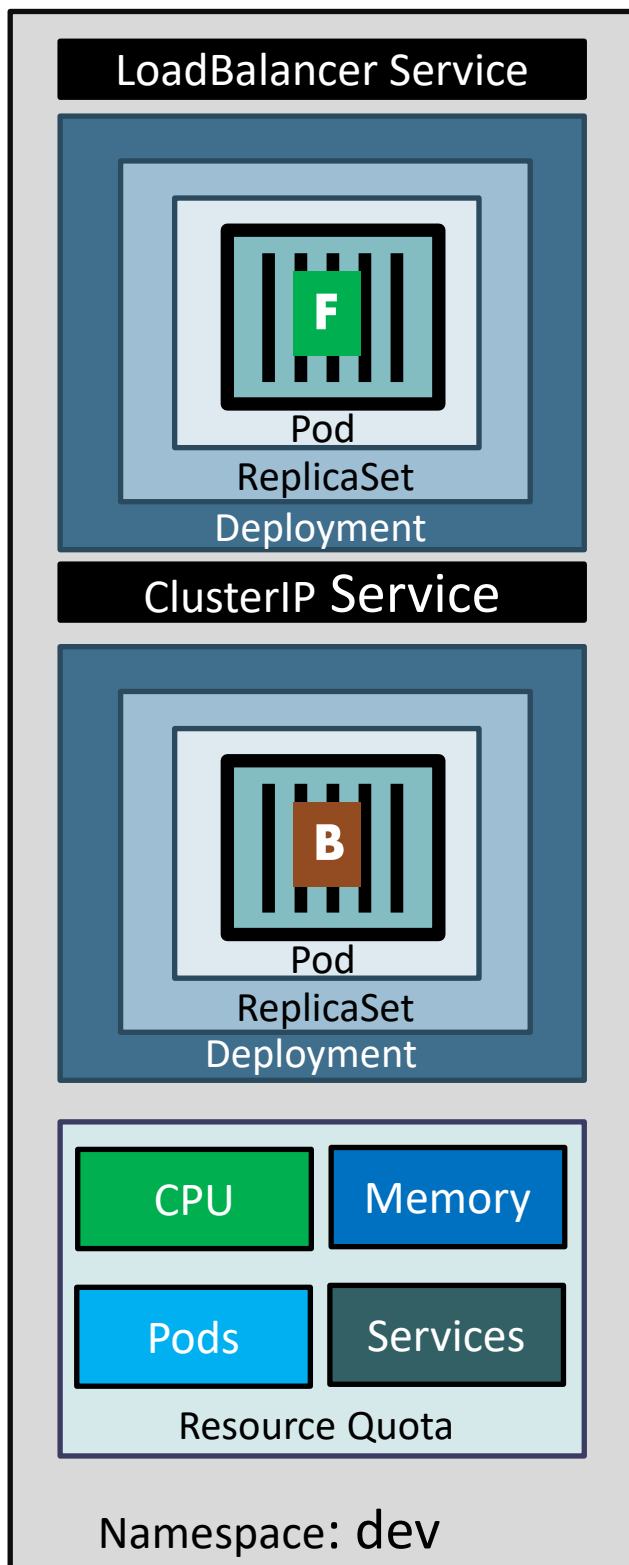 LoadBalancer Service
F
Pod
ReplicaSet
Deployment
ClusterIP Service
B
Pod
ReplicaSet
Deployment
CPU Memory
Pods Services
Resource Quota
Namespace: dev